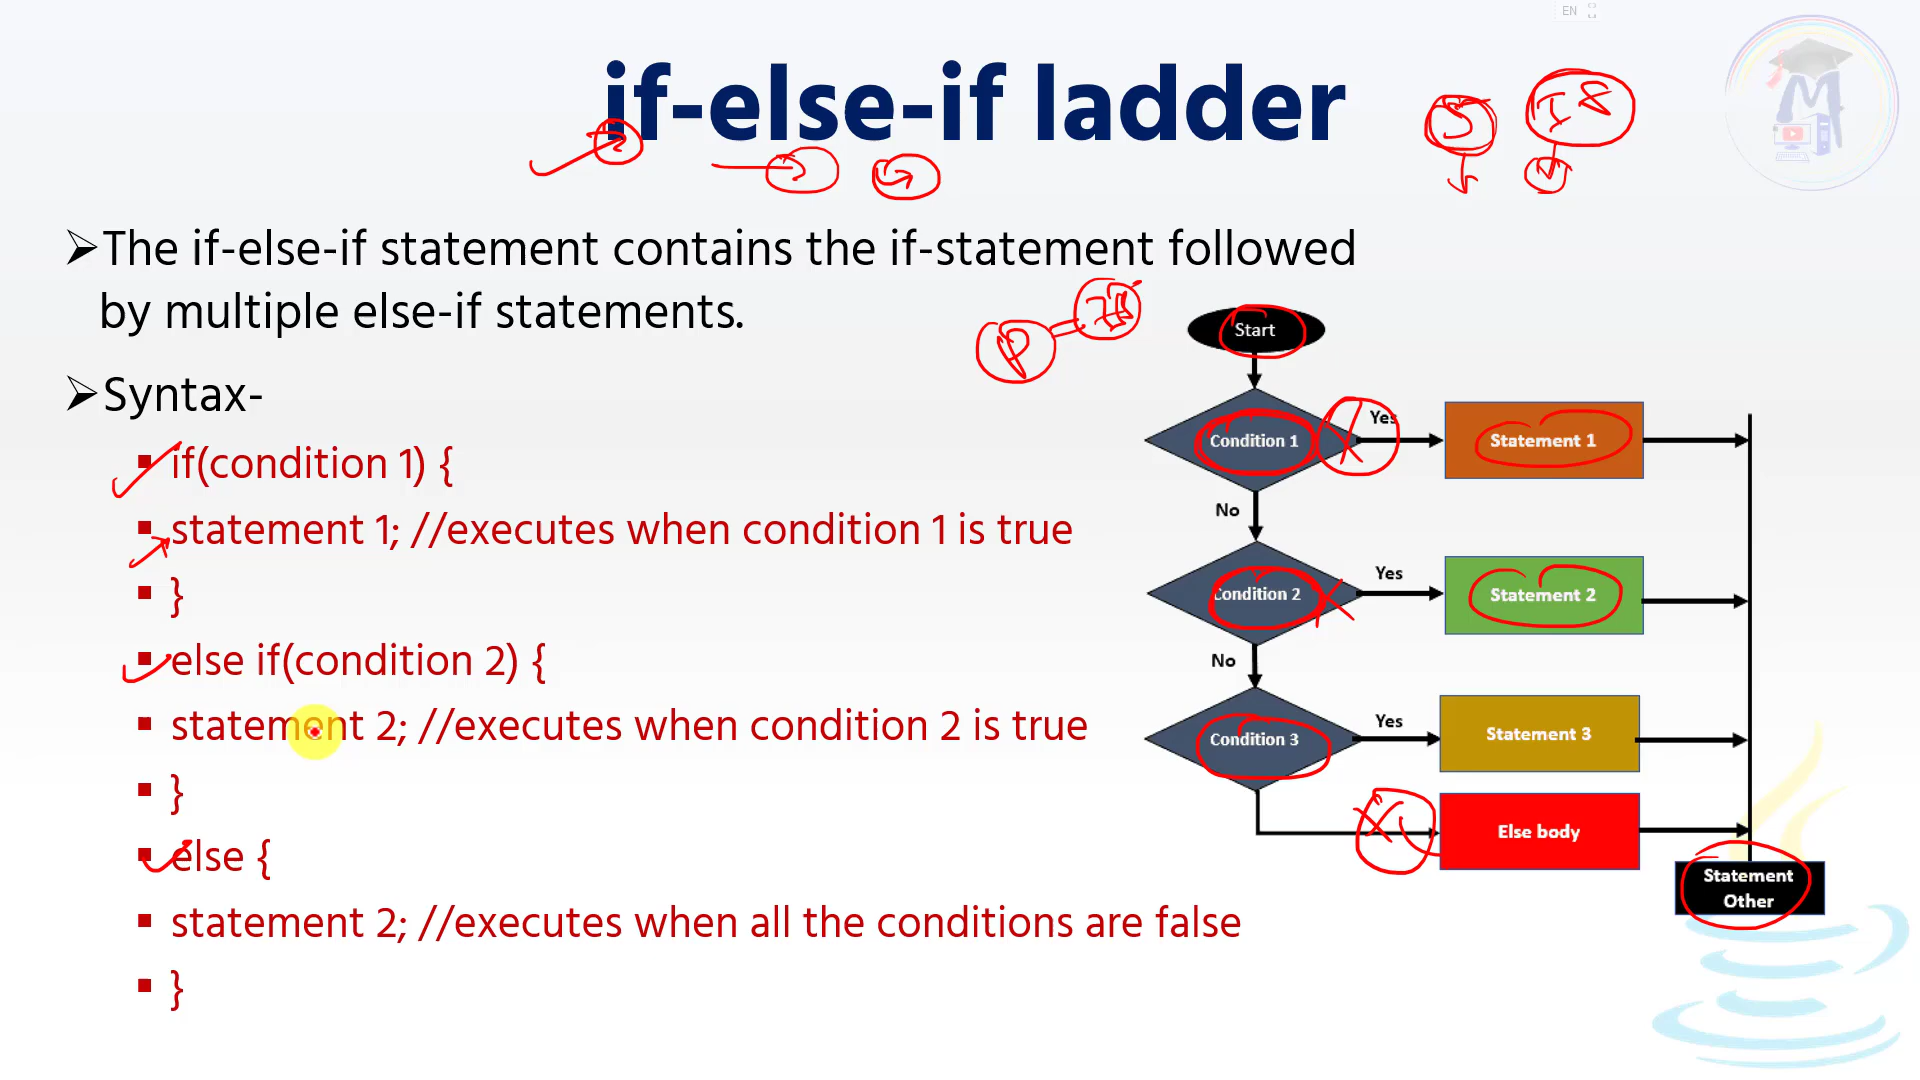 EN
if-else-if ladder
➢The if-else-if statement contains the if-statement followed
by multiple else-if statements.
➢Syntax-
▪ if(condition 1) {
▪ statement 1; //executes when condition 1 is true
▪ }
▪ else if(condition 2) {
▪ statement 2; //executes when condition 2 is true
▪ }
▪ else {
▪ statement 2; //executes when all the conditions are false
▪ }
Start
Condition 1
Yes
Statement 1
No
Condition 2
Yes
Statement 2
No
Condition 3
Yes
Statement 3
Else body
Statement
Other